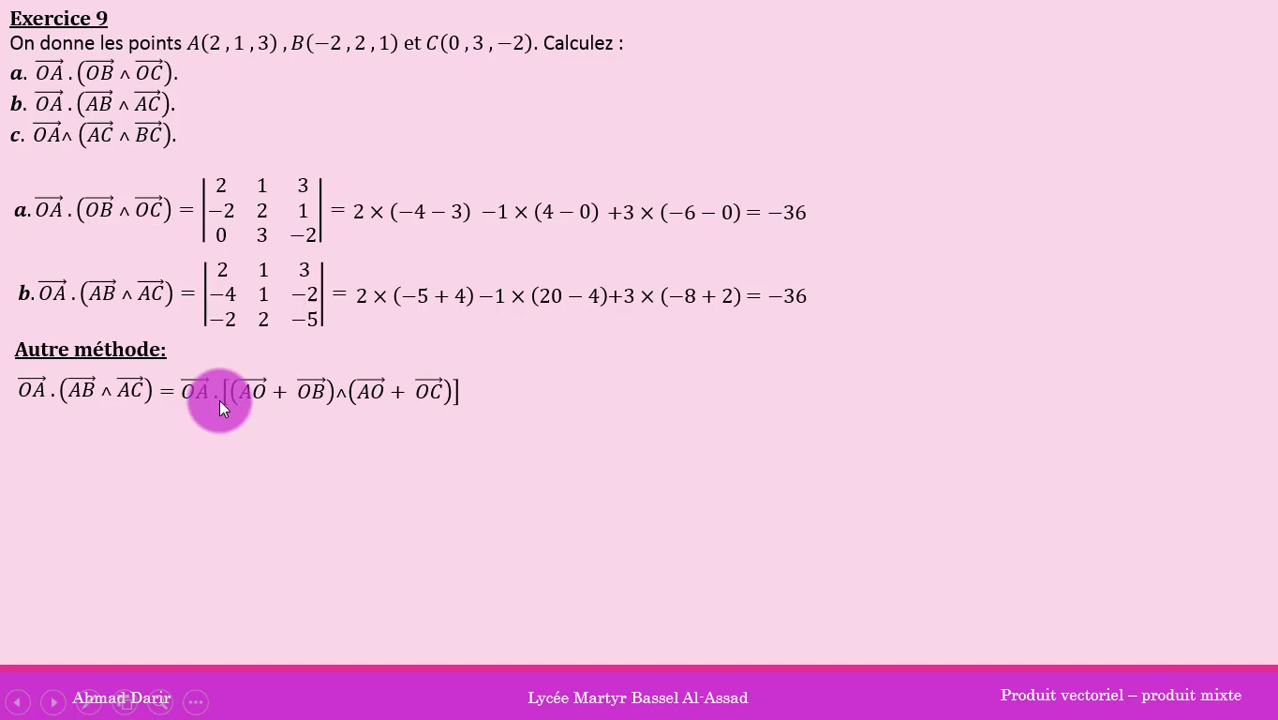 Exercice 9
On donne les points A(2 , 1 , 3) , B(−2 , 2 , 1) et C(0 , 3 , −2). Calculez :
a. OA⃗ . (OB⃗ ∧ OC⃗).
b. OA⃗ . (AB⃗ ∧ AC⃗).
c. OA⃗∧ (AC⃗ ∧ BC⃗).
a. OA⃗ . (OB⃗ ∧ OC⃗) = |2 1 3; −2 2 1; 0 3 −2| = 2 × (−4 − 3) −1 × (4 − 0) +3 × (−6 − 0) = −36
b. OA⃗ . (AB⃗ ∧ AC⃗) = |2 1 3; −4 1 −2; −2 2 −5| = 2 × (−5 + 4) −1 × (20 − 4)+3 × (−8 + 2) = −36
Autre méthode:
OA⃗ . (AB⃗ ∧ AC⃗) = OA⃗ . [(AO⃗ + OB⃗)∧(AO⃗ + OC⃗)]
Ahmad Darir
Lycée Martyr Bassel Al-Assad
Produit vectoriel – produit mixte